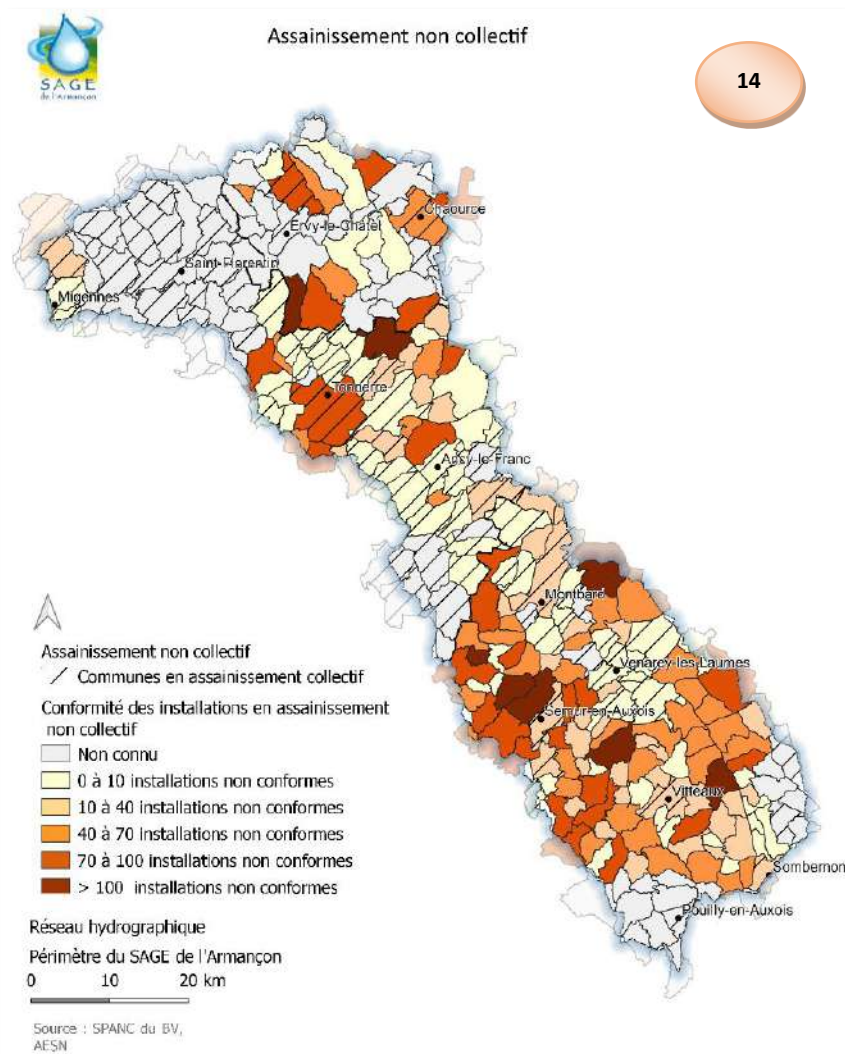 Assainissement non collectif
SAGE
de l'Armançon
14
Chaource
Ervy-le-Châtel
Saint-Florentin
Migennes
Tonnerre
Ancy-le-Franc
Montbard
Venarey-les-Laumes
Semur-en-Auxois
Vitteaux
Sombernon
Pouilly-en-Auxois
Assainissement non collectif
Communes en assainissement collectif
Conformité des installations en assainissement
non collectif
Non connu
0 à 10 installations non conformes
10 à 40 installations non conformes
40 à 70 installations non conformes
70 à 100 installations non conformes
> 100 installations non conformes
Réseau hydrographique
Périmètre du SAGE de l'Armançon
0 10 20 km
Source : SPANC du BV,
AESN